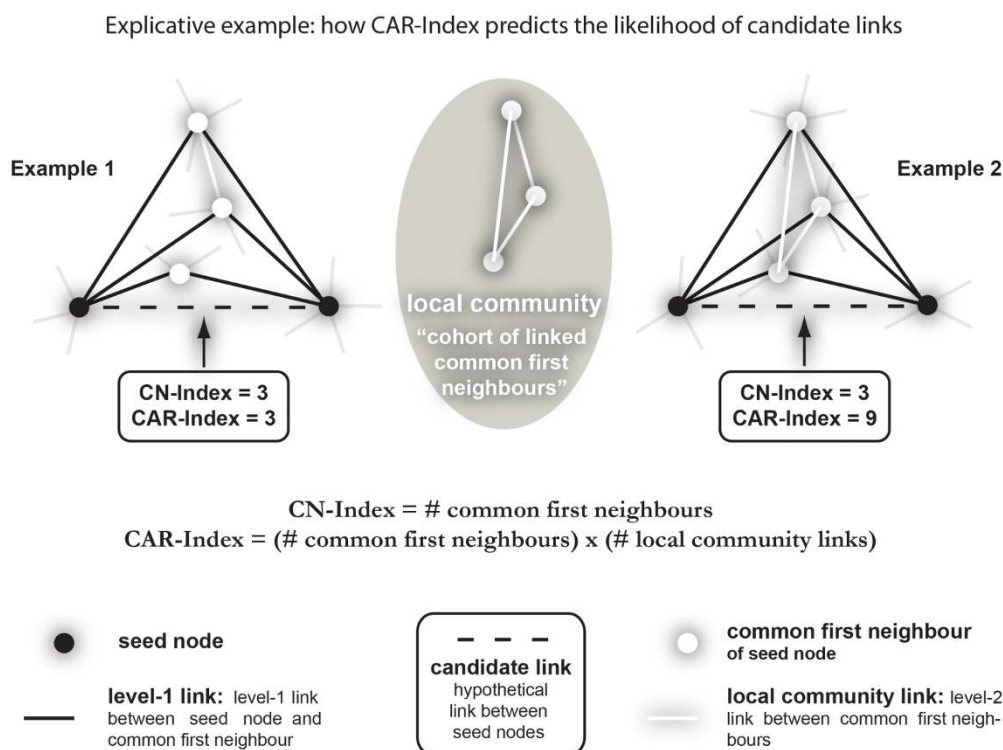 Explicative example: how CAR-Index predicts the likelihood of candidate links
Example 1
Example 2
local community
“cohort of linked
common first
neighbours”
CN-Index = 3
CAR-Index = 3
CN-Index = 3
CAR-Index = 9
CN-Index = # common first neighbours
CAR-Index = (# common first neighbours) x (# local community links)
seed node
level-1 link: level-1 link
between seed node and
common first neighbour
candidate link
hypothetical
link between
seed nodes
common first neighbour
of seed node
local community link: level-2
link between common first neigh-
bours